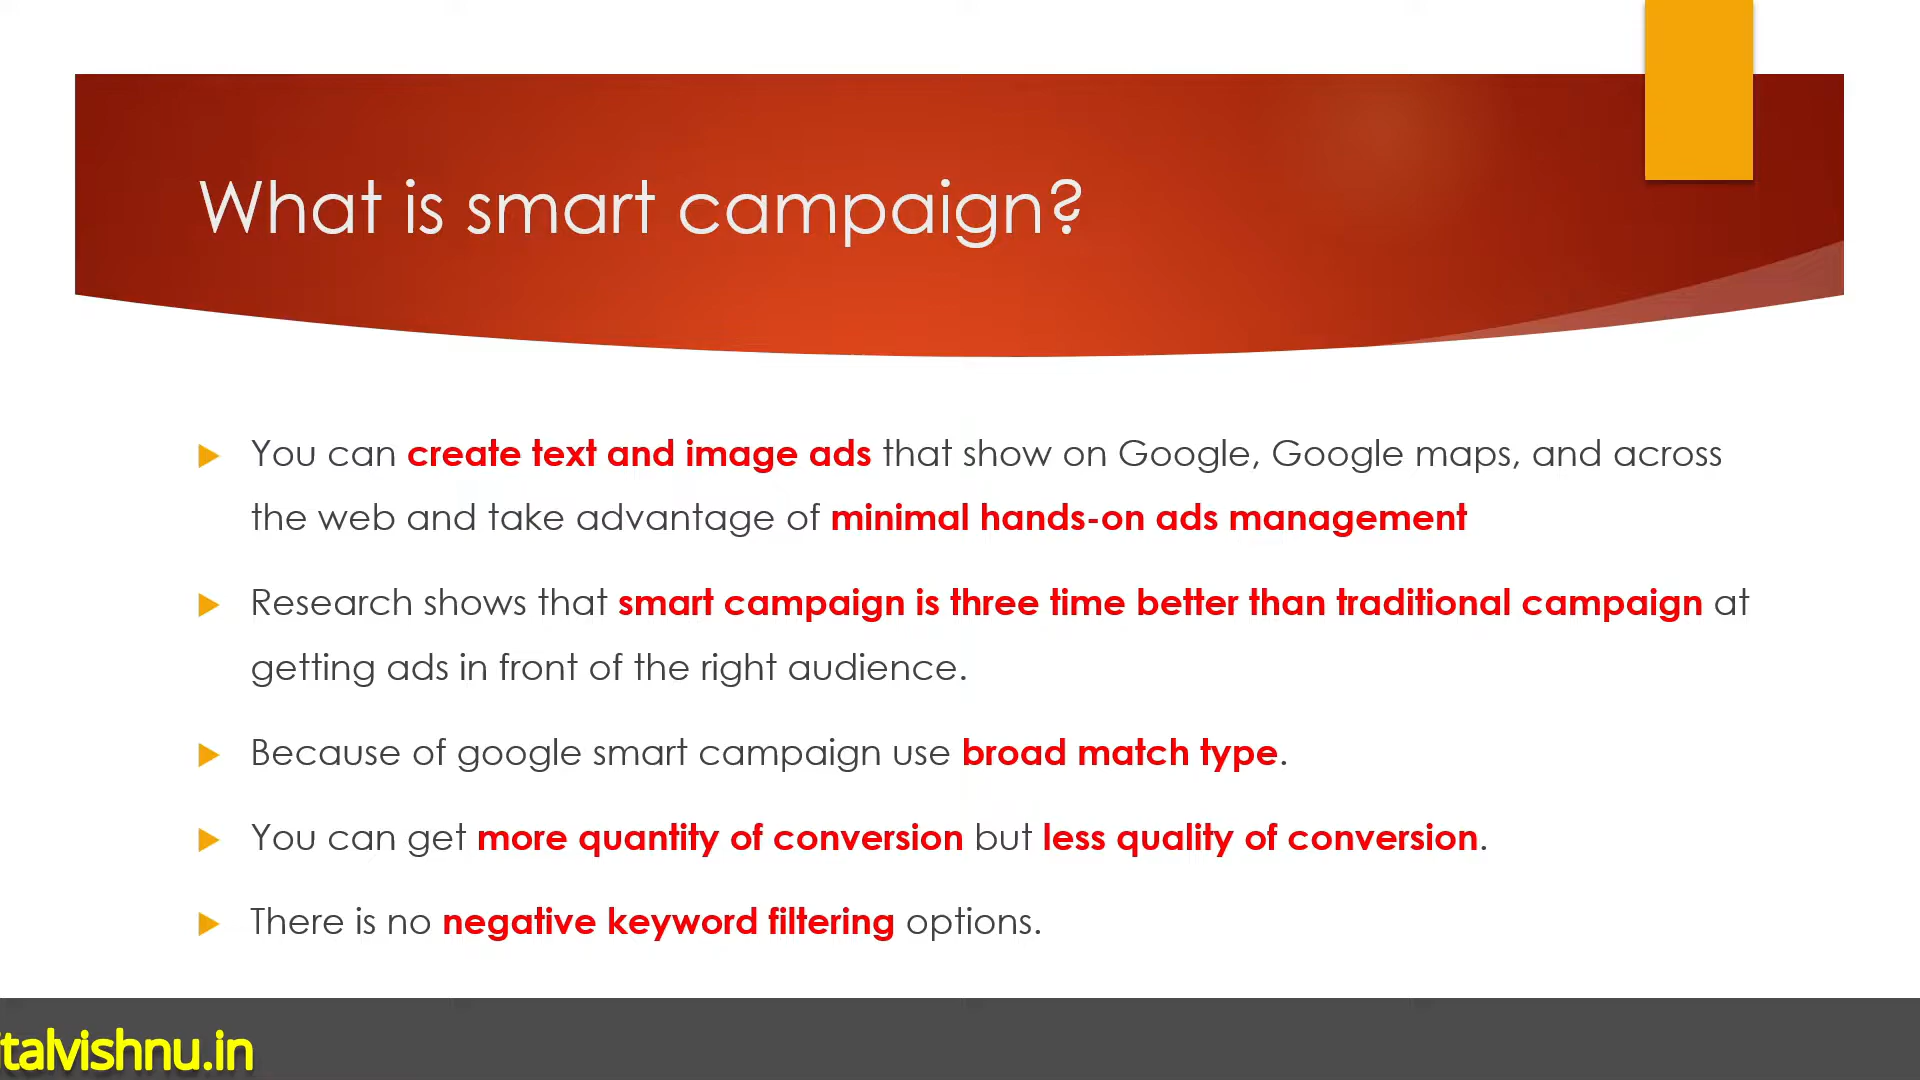 What is smart campaign?
You can create text and image ads that show on Google, Google maps, and across
the web and take advantage of minimal hands-on ads management
Research shows that smart campaign is three time better than traditional campaign at
getting ads in front of the right audience.
Because of google smart campaign use broad match type.
You can get more quantity of conversion but less quality of conversion.
There is no negative keyword filtering options.
italvishnu.in